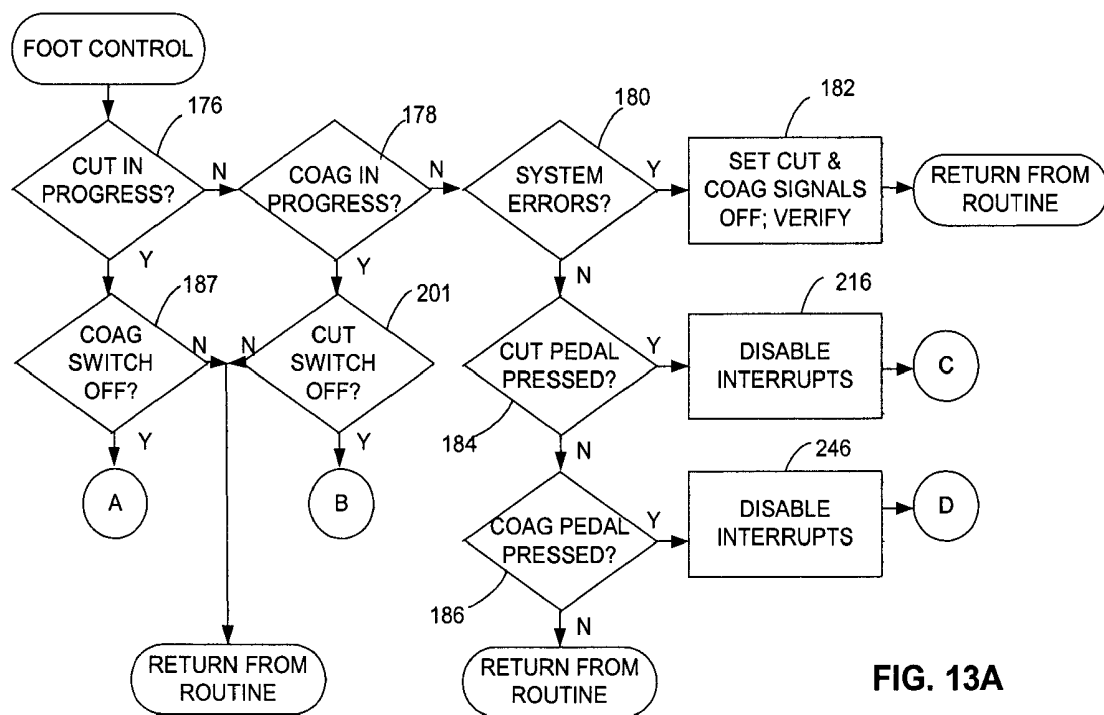 FOOT CONTROL
176
178
180
182
CUT IN
PROGRESS?
N
COAG IN
PROGRESS?
N
SYSTEM
ERRORS?
Y
SET CUT &
COAG SIGNALS
OFF; VERIFY
RETURN FROM
ROUTINE
Y
Y
N
187
201
216
COAG
SWITCH
OFF?
N
N
CUT
SWITCH
OFF?
CUT PEDAL
PRESSED?
Y
DISABLE
INTERRUPTS
C
184
Y
Y
N
246
A
B
COAG PEDAL
PRESSED?
Y
DISABLE
INTERRUPTS
D
186
N
RETURN FROM
ROUTINE
RETURN FROM
ROUTINE
FIG. 13A